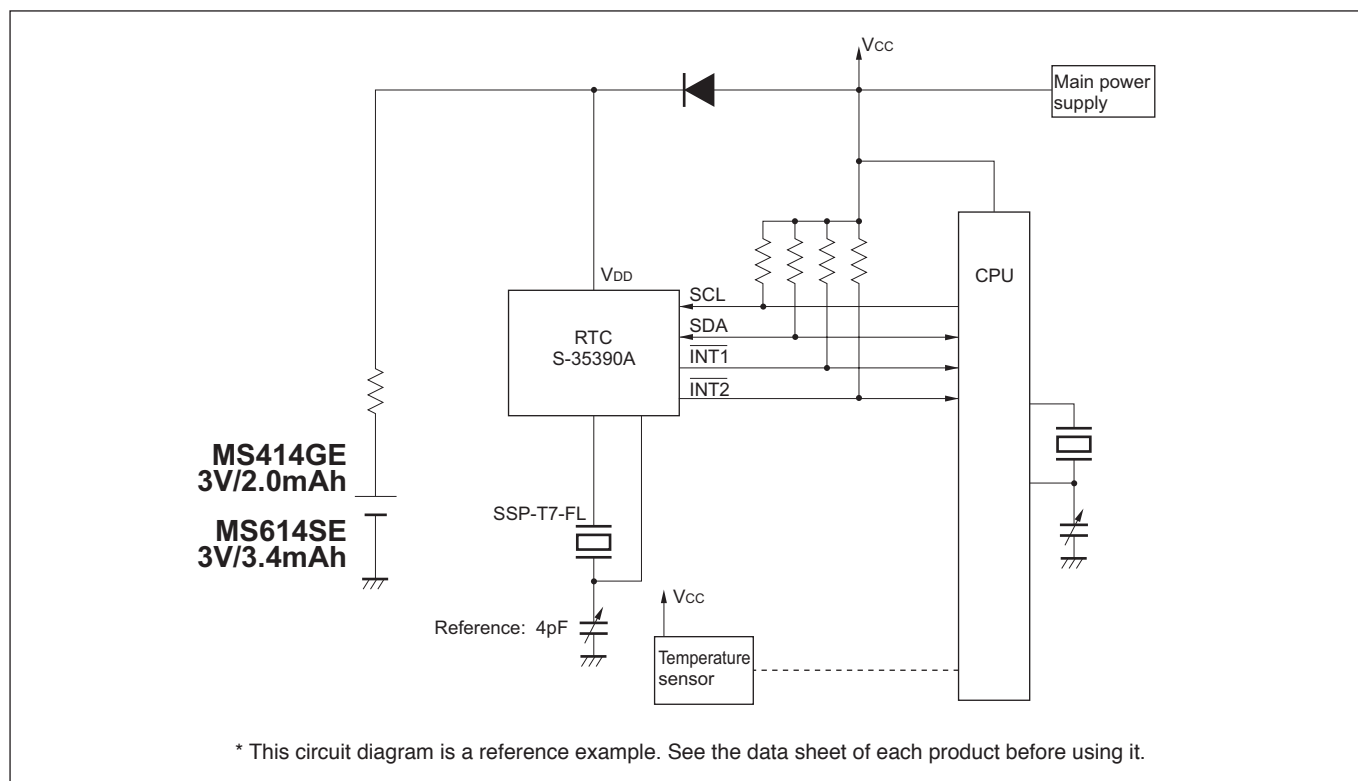 Vcc
Main power
supply
VDD
SCL
CPU
RTC
S-35390A
SDA
INT1
INT2
MS414GE
3V/2.0mAh
SSP-T7-FL
MS614SE
3V/3.4mAh
Vcc
Reference: 4pF
Temperature
sensor
* This circuit diagram is a reference example. See the data sheet of each product before using it.